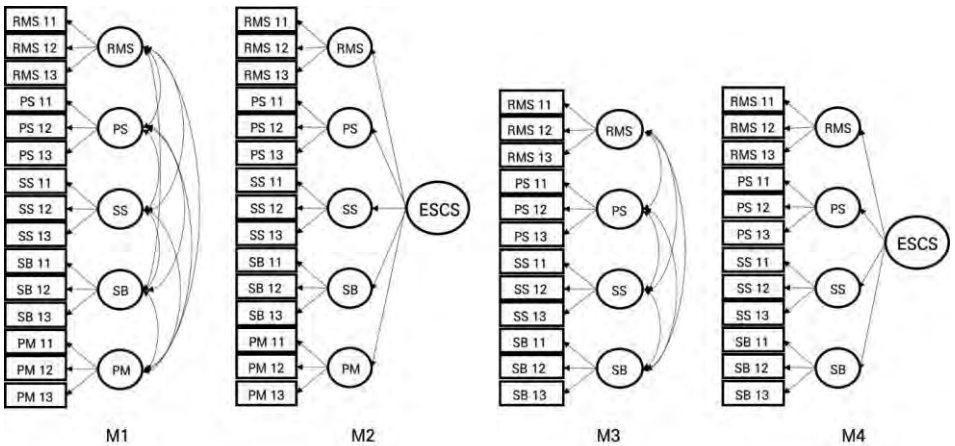 RMS 11
RMS 12
RMS 13
PS 11
PS 12
PS 13
SS 11
SS 12
SS 13
SB 11
SB 12
SB 13
PM 11
PM 12
PM 13
RMS
PS
SS
SB
PM
M1
RMS 11
RMS 12
RMS 13
PS 11
PS 12
PS 13
SS 11
SS 12
SS 13
SB 11
SB 12
SB 13
PM 11
PM 12
PM 13
RMS
PS
SS
SB
PM
ESCS
M2
RMS 11
RMS 12
RMS 13
PS 11
PS 12
PS 13
SS 11
SS 12
SS 13
SB 11
SB 12
SB 13
RMS
PS
SS
SB
M3
RMS 11
RMS 12
RMS 13
PS 11
PS 12
PS 13
SS 11
SS 12
SS 13
SB 11
SB 12
SB 13
RMS
PS
SS
SB
ESCS
M4